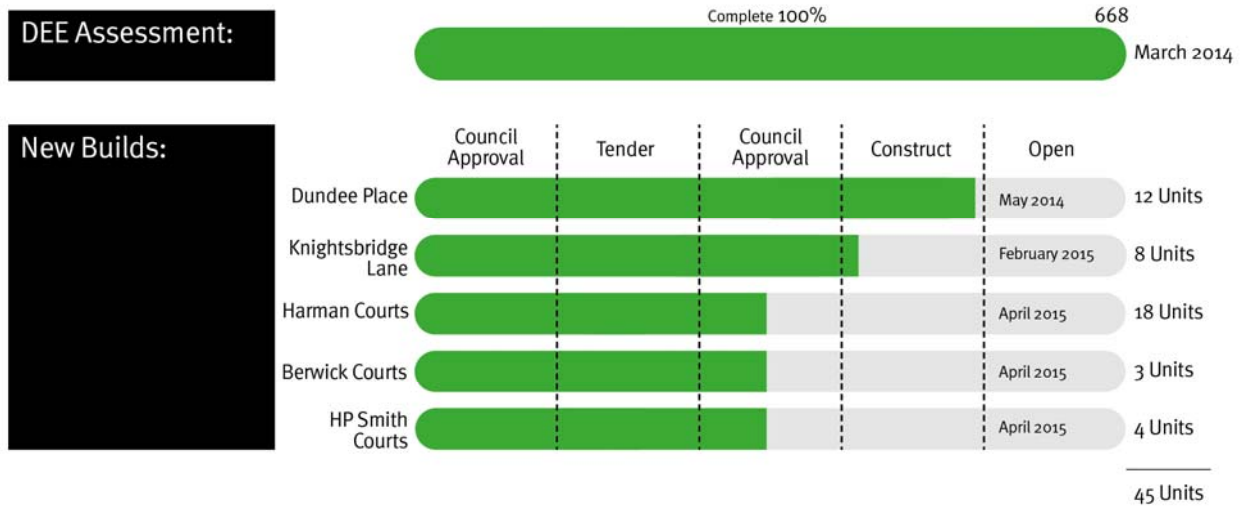 DEE Assessment:
Complete 100%
668
March 2014
New Builds:
Council
Approval
Tender
Council
Approval
Construct
Open
Dundee Place
May 2014
12 Units
Knightsbridge
Lane
February 2015
8 Units
Harman Courts
April 2015
18 Units
Berwick Courts
April 2015
3 Units
HP Smith
Courts
April 2015
4 Units
45 Units